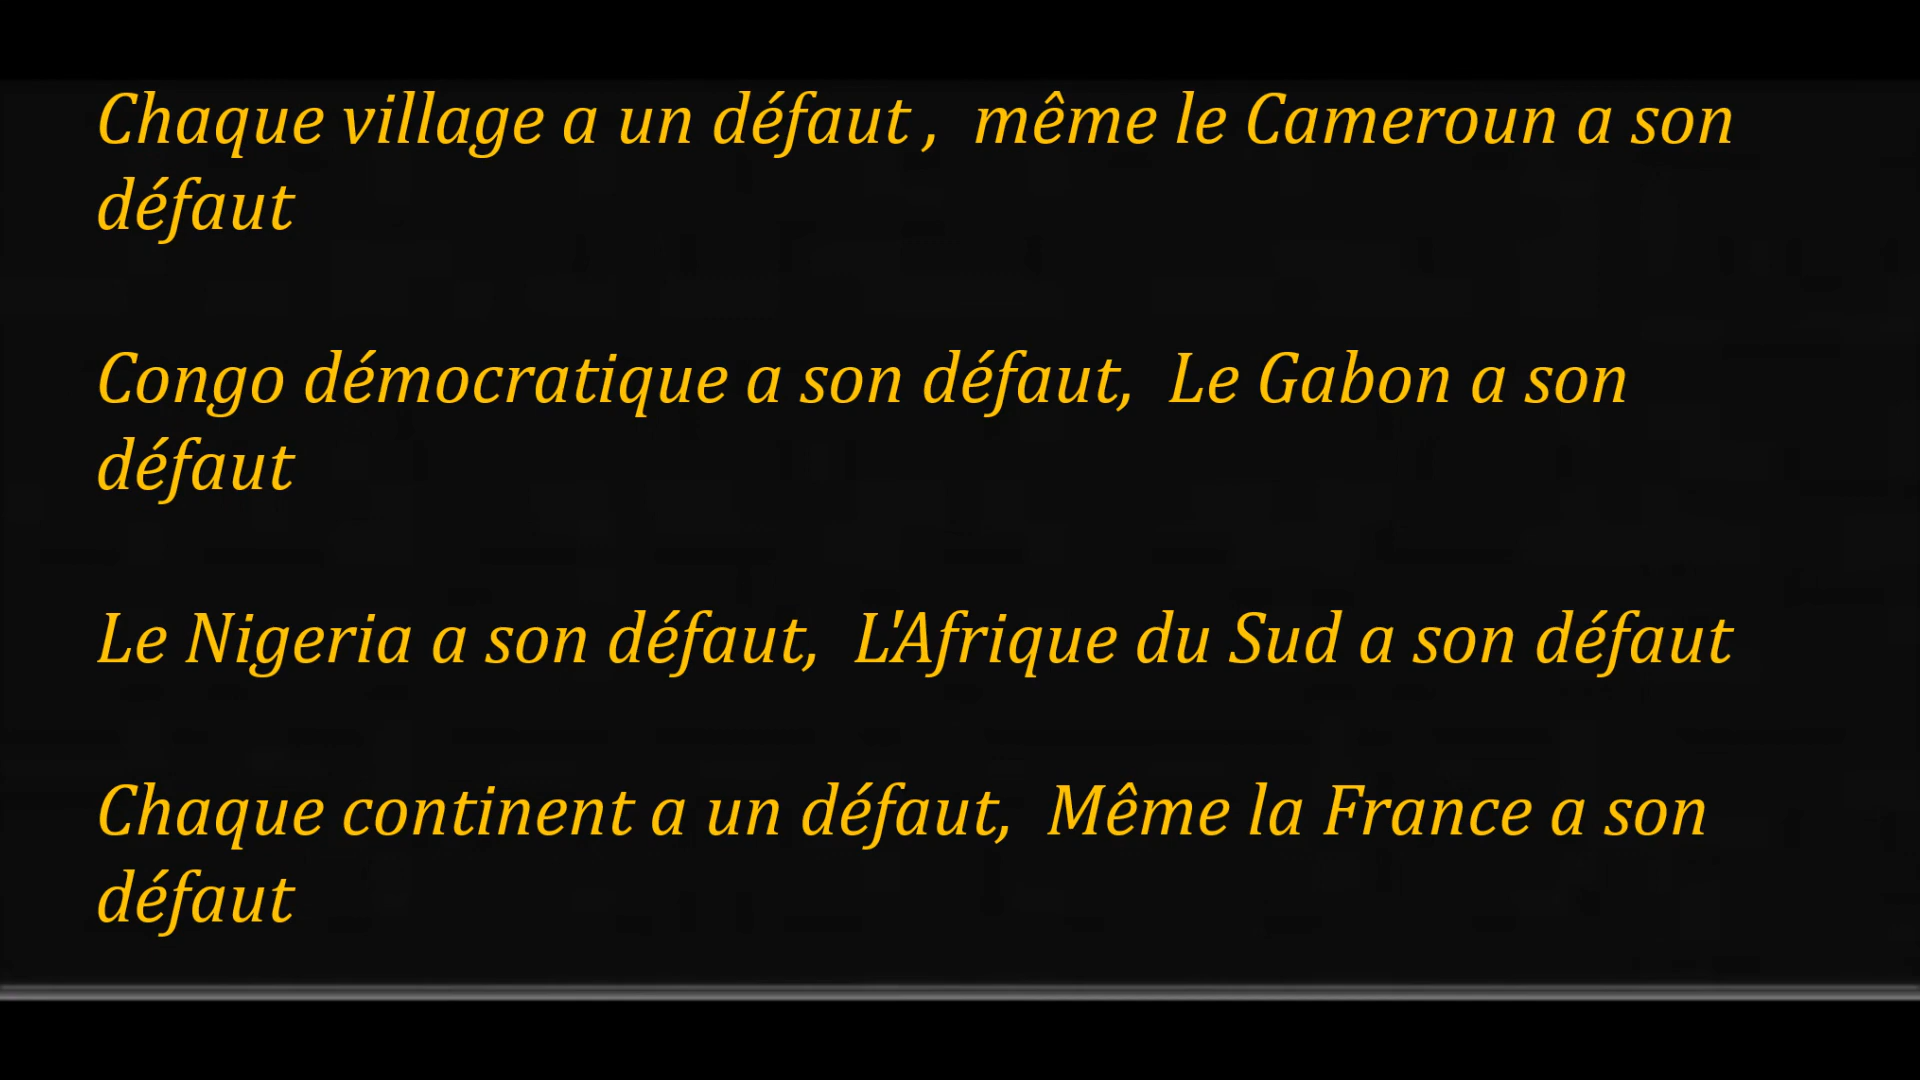 Chaque village a un défaut , même le Cameroun a son
défaut
Congo démocratique a son défaut, Le Gabon a son
défaut
Le Nigeria a son défaut, L'Afrique du Sud a son défaut
Chaque continent a un défaut, Même la France a son
défaut